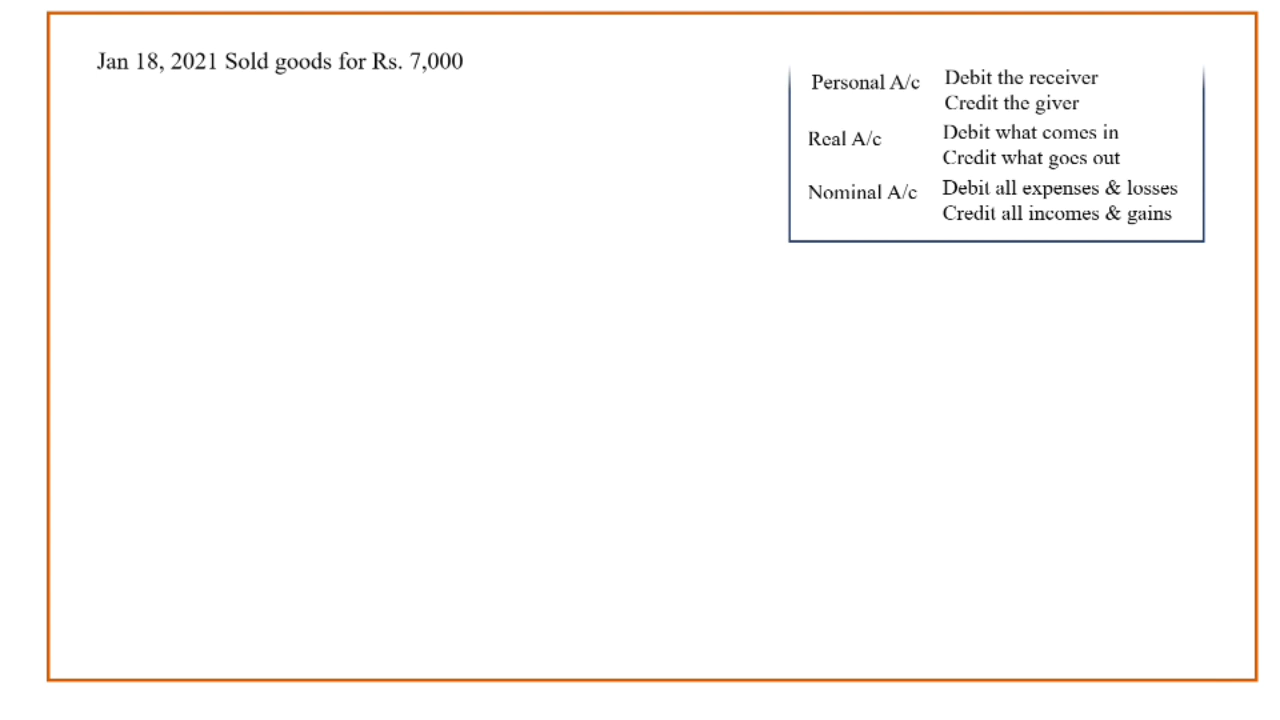 Jan 18, 2021 Sold goods for Rs. 7,000
Personal A/c Debit the receiver
Credit the giver
Real A/c Debit what comes in
Credit what goes out
Nominal A/c Debit all expenses & losses
Credit all incomes & gains